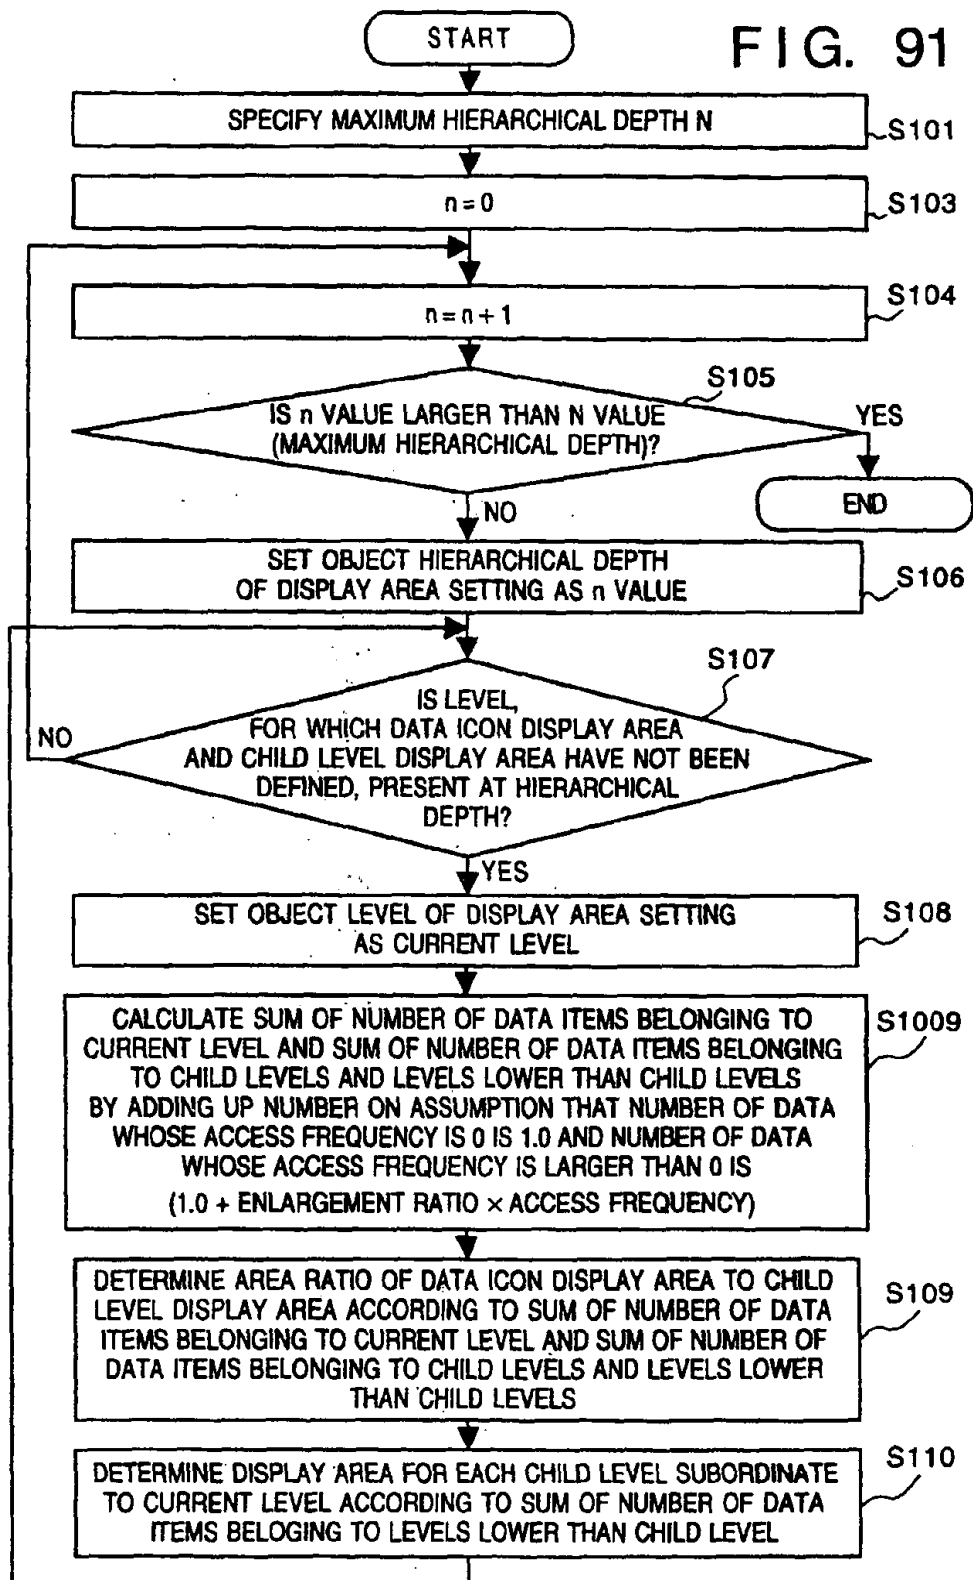 START
FIG. 91
SPECIFY MAXIMUM HIERARCHICAL DEPTH N
S101
n=0
S103
n=n+1
S104
S105
IS n VALUE LARGER THAN N VALUE
(MAXIMUM HIERARCHICAL DEPTH)?
YES
END
NO
SET OBJECT HIERARCHICAL DEPTH
OF DISPLAY AREA SETTING AS n VALUE
S106
S107
IS LEVEL,
FOR WHICH DATA ICON DISPLAY AREA
AND CHILD LEVEL DISPLAY AREA HAVE NOT BEEN
DEFINED, PRESENT AT HIERARCHICAL
DEPTH?
NO
YES
SET OBJECT LEVEL OF DISPLAY AREA SETTING
AS CURRENT LEVEL
S108
CALCULATE SUM OF NUMBER OF DATA ITEMS BELONGING TO
CURRENT LEVEL AND SUM OF NUMBER OF DATA ITEMS BELONGING
TO CHILD LEVELS AND LEVELS LOWER THAN CHILD LEVELS
BY ADDING UP NUMBER ON ASSUMPTION THAT NUMBER OF DATA
WHOSE ACCESS FREQUENCY IS 0 IS 1.0 AND NUMBER OF DATA
WHOSE ACCESS FREQUENCY IS LARGER THAN 0 IS
(1.0 + ENLARGEMENT RATIO × ACCESS FREQUENCY)
S1009
DETERMINE AREA RATIO OF DATA ICON DISPLAY AREA TO CHILD
LEVEL DISPLAY AREA ACCORDING TO SUM OF NUMBER OF DATA
ITEMS BELONGING TO CURRENT LEVEL AND SUM OF NUMBER OF
DATA ITEMS BELONGING TO CHILD LEVELS AND LEVELS LOWER
THAN CHILD LEVELS
S109
DETERMINE DISPLAY AREA FOR EACH CHILD LEVEL SUBORDINATE
TO CURRENT LEVEL ACCORDING TO SUM OF NUMBER OF DATA
ITEMS BELOGING TO LEVELS LOWER THAN CHILD LEVEL
S110